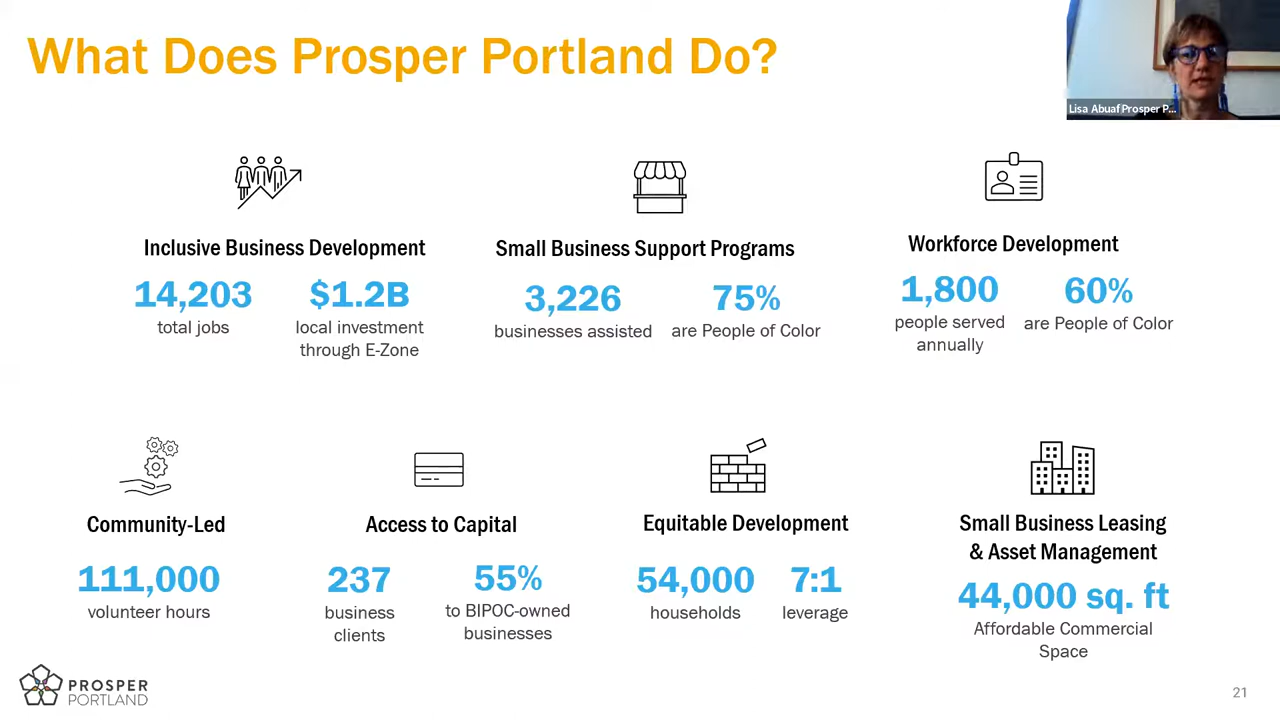 What Does Prosper Portland Do?
Lisa Abuaf Prosper P...
Inclusive Business Development
14,203
total jobs
$1.2B
local investment
through E-Zone
Small Business Support Programs
3,226
businesses assisted
75%
are People of Color
Workforce Development
1,800
people served
annually
60%
are People of Color
Community-Led
111,000
volunteer hours
Access to Capital
237
business
clients
55%
to BIPOC-owned
businesses
Equitable Development
54,000
households
7:1
leverage
Small Business Leasing
& Asset Management
44,000 sq. ft
Affordable Commercial
Space
PROSPER
PORTLAND
21